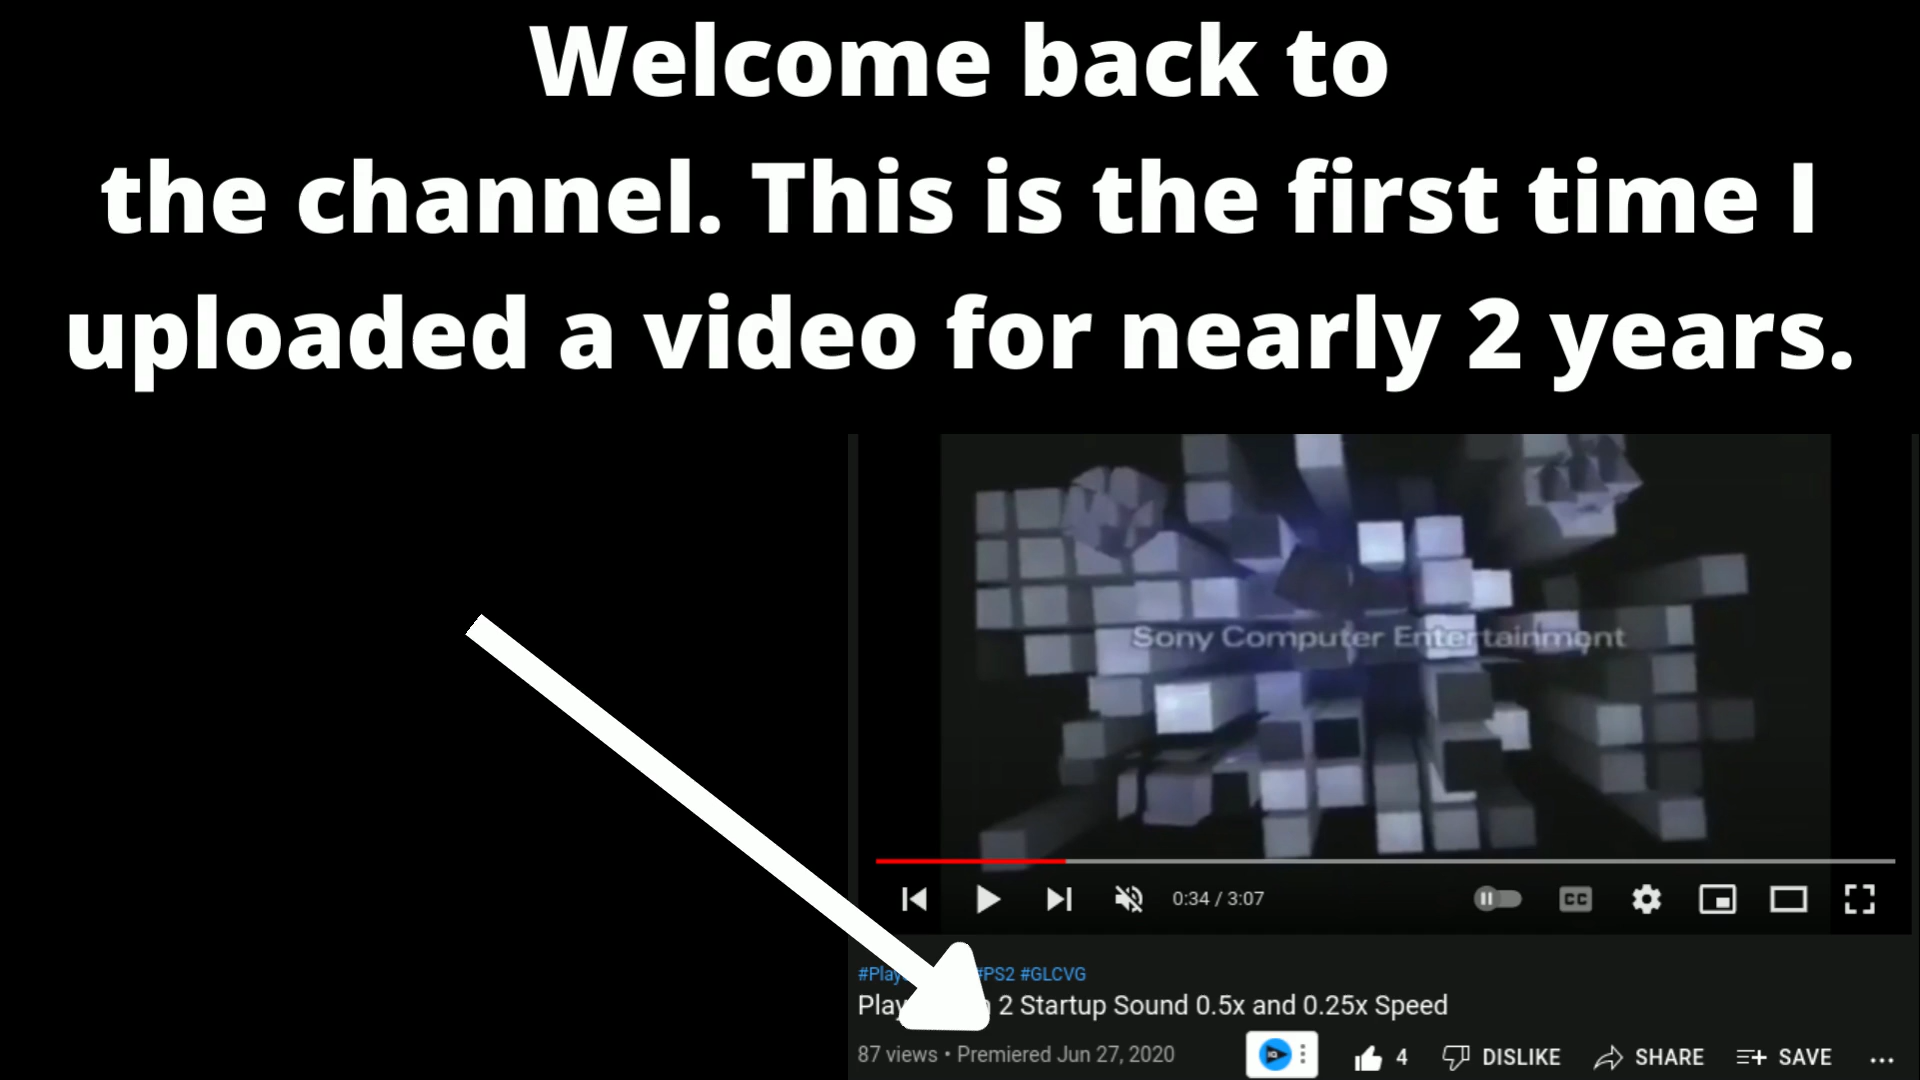 Welcome back to
the channel. This is the first time I
uploaded a video for nearly 2 years.
Sony Computer Entertainment
0:34 / 3:07
CC
#PS2 #GLCVG
2 Startup Sound 0.5x and 0.25x Speed
87 views • Premiered Jun 27, 2020
IQ
4 DISLIKE SHARE SAVE